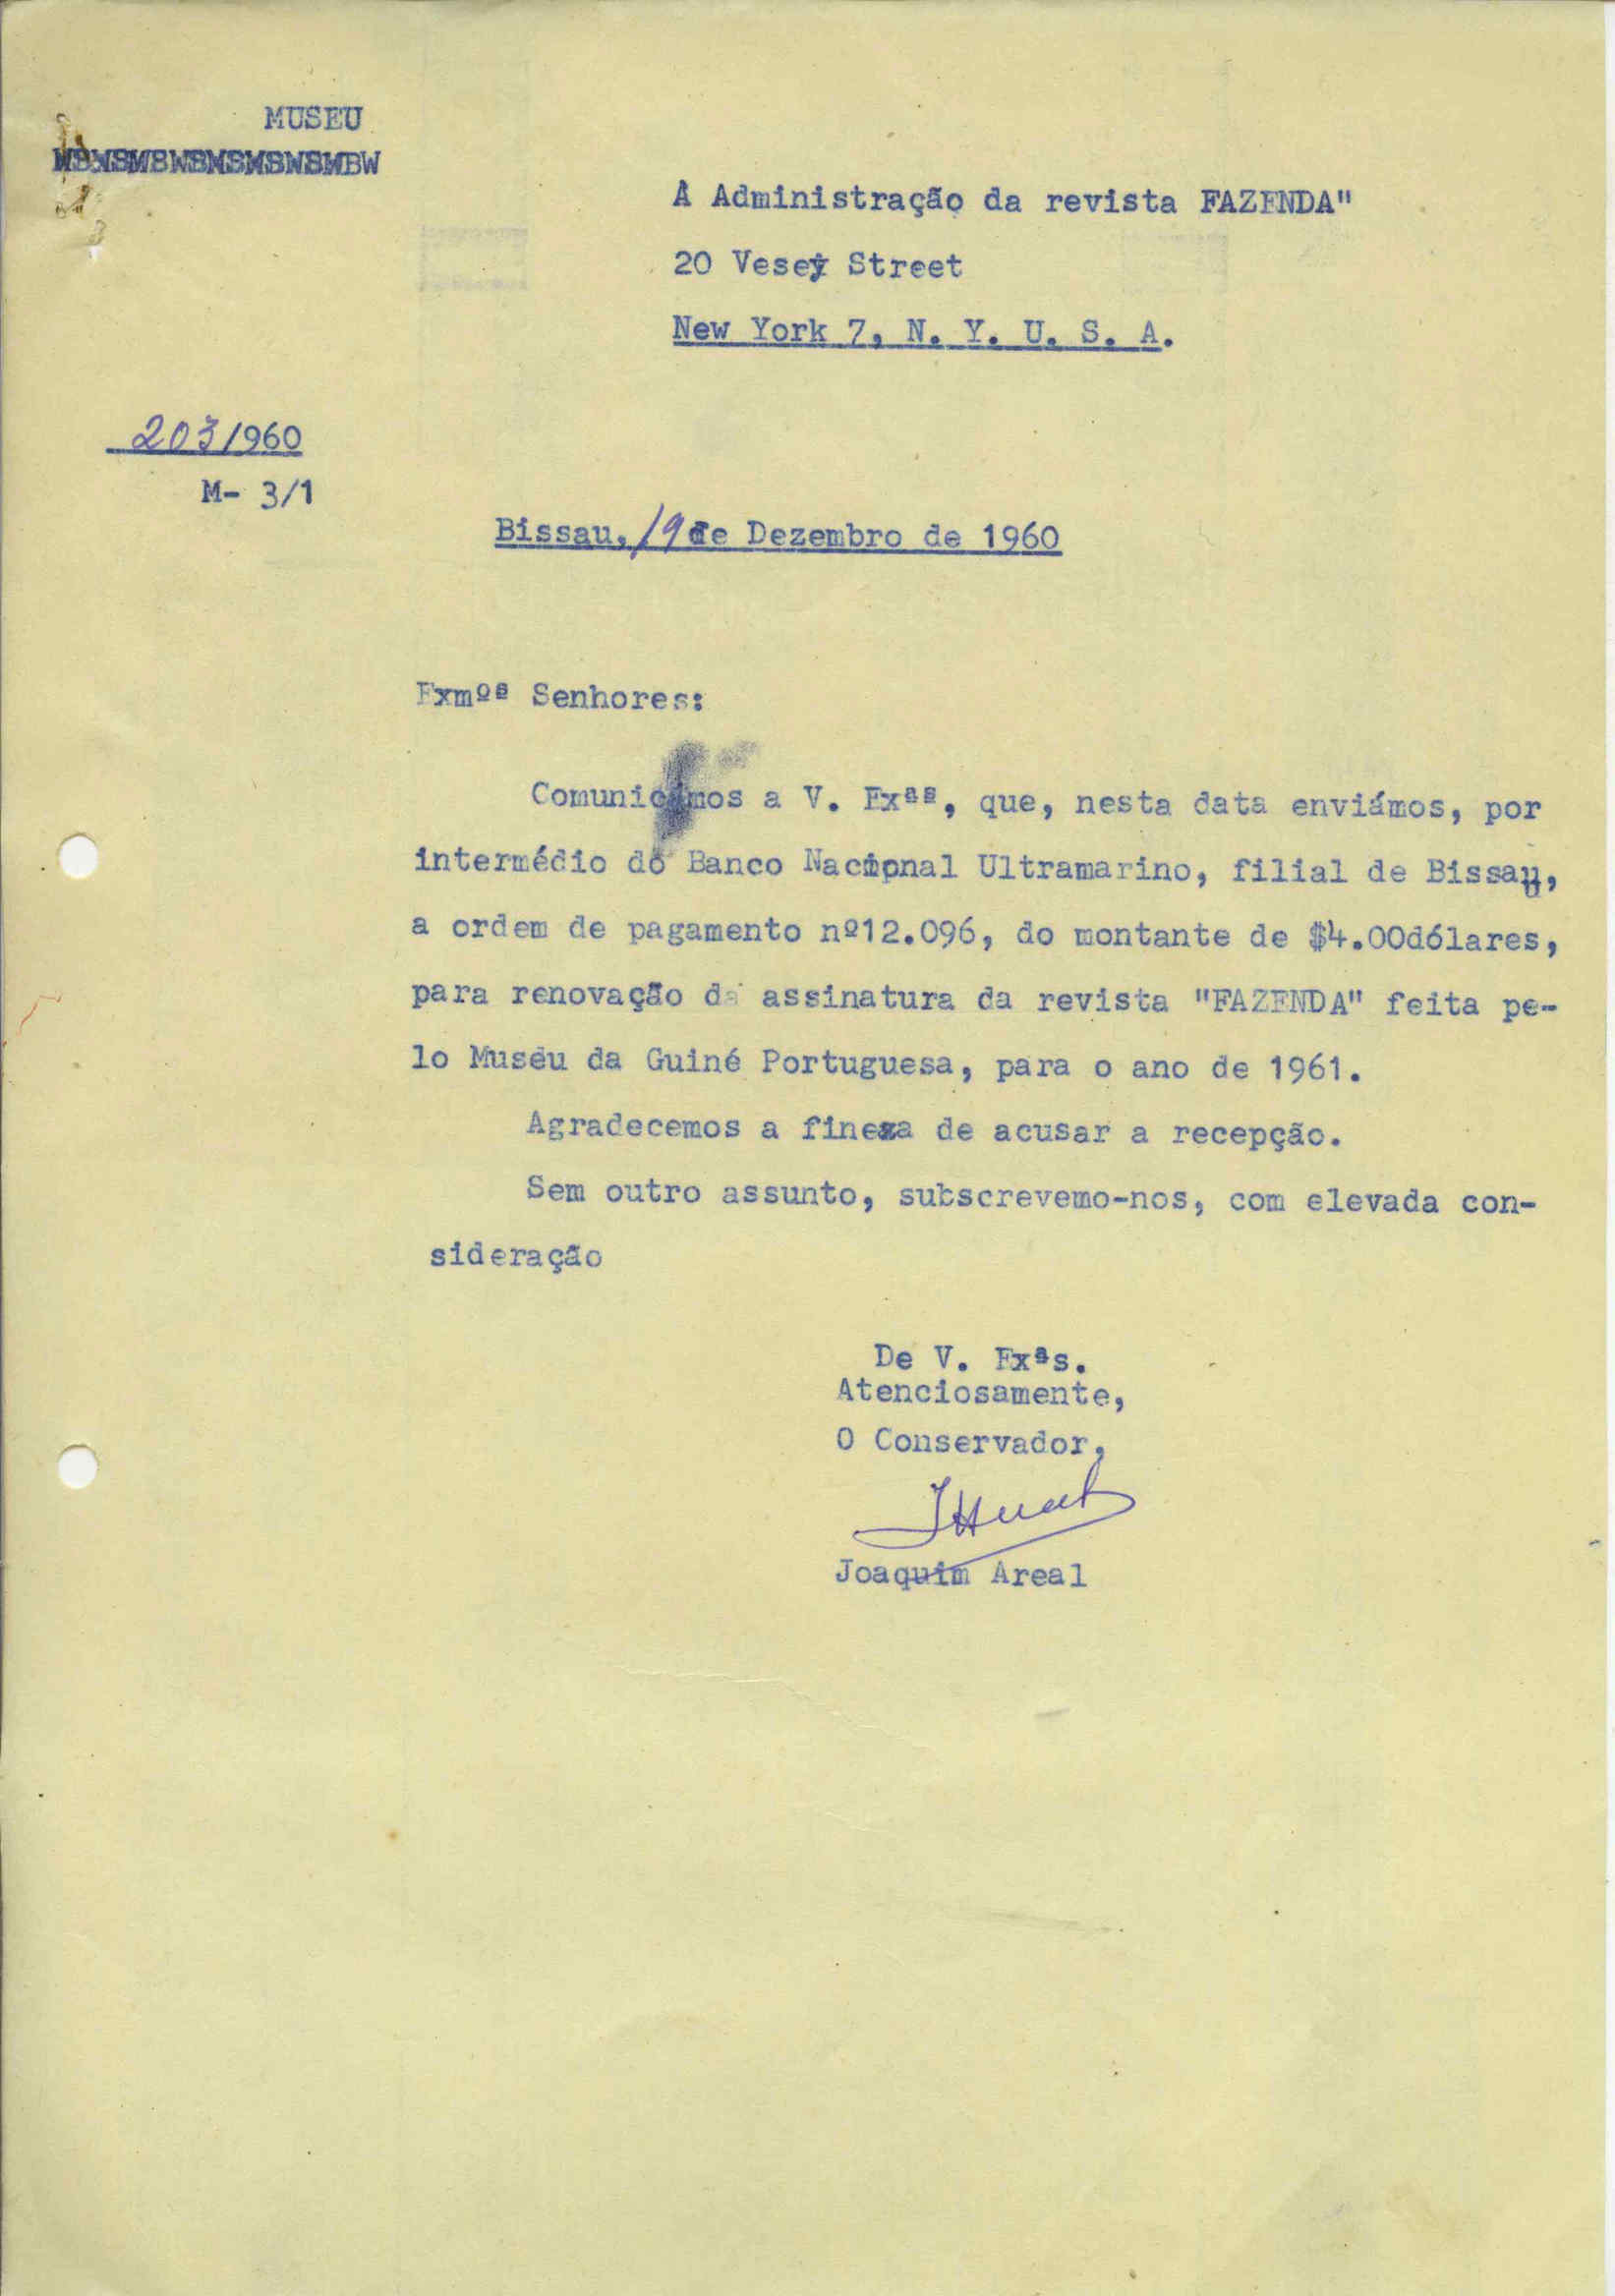 MUSEU
À Administração da revista FAZENDA"
20 Vesey Street
New York 7, N. Y. U. S. A.
203/960
M- 3/1
Bissau, 19 de Dezembro de 1960
Exmºs Senhores:
Comunicamos a V. Exªs, que, nesta data enviámos, por
intermédio do Banco Nacional Ultramarino, filial de Bissau,
a ordem de pagamento nº12.096, do montante de $4.00dólares,
para renovação da assinatura da revista "FAZENDA" feita pe-
lo Museu da Guiné Portuguesa, para o ano de 1961.
Agradecemos a fineza de acusar a recepção.
Sem outro assunto, subscrevemo-nos, com elevada con-
sideração
De V. Exªs.
Atenciosamente,
O Conservador,
Joaquim Areal